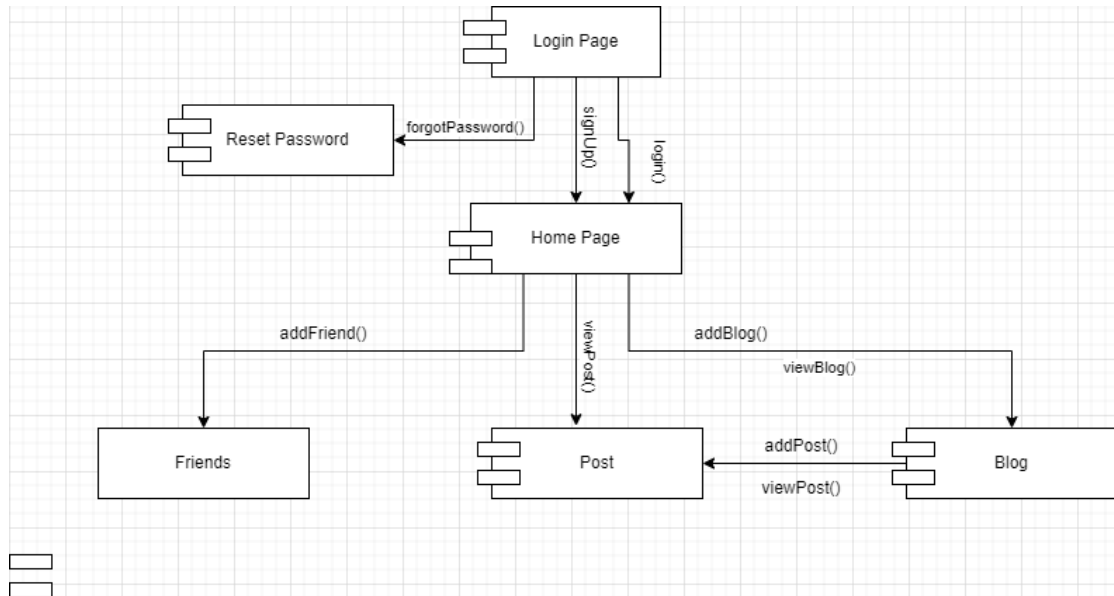 Login Page
forgotPassword()
signUp()
Reset Password
login()
Home Page
addFriend()
viewPost()
addBlog()
viewBlog()
Friends
Post
addPost()
viewPost()
Blog